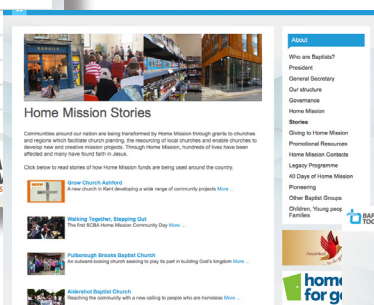 Home Mission Stories
Communities around our nation are being transformed by Home Mission through grants to churches
and regions which facilitate church planting, the resourcing of local churches and enable churches to
develop new and creative mission projects. Through Home Mission, hundreds of lives have been
affected and many have found faith in Jesus.
Click below to read stories of how Home Mission funds are being used around the country.
Grow Church Ashford
A new church in Kent developing a wide range of community projects More ...
Walking Together, Stepping Out
The first SCBA Home Mission Community Day More ...
Pulborough Brooks Baptist Church
An outward-looking church seeking to play its part in building God's kingdom More ...
Aldershot Baptist Church
Reaching the community with a new calling to people who are homeless More ...
About
Who are Baptists?
President
General Secretary
Our structure
Governance
Home Mission
Stories
Giving to Home Mission
Promotional Resources
Home Mission Contacts
Legacy Programme
40 Days of Home Mission
Pioneering
Other Baptist Groups
Children, Young peop
Families
BAP
TOG
home
for g